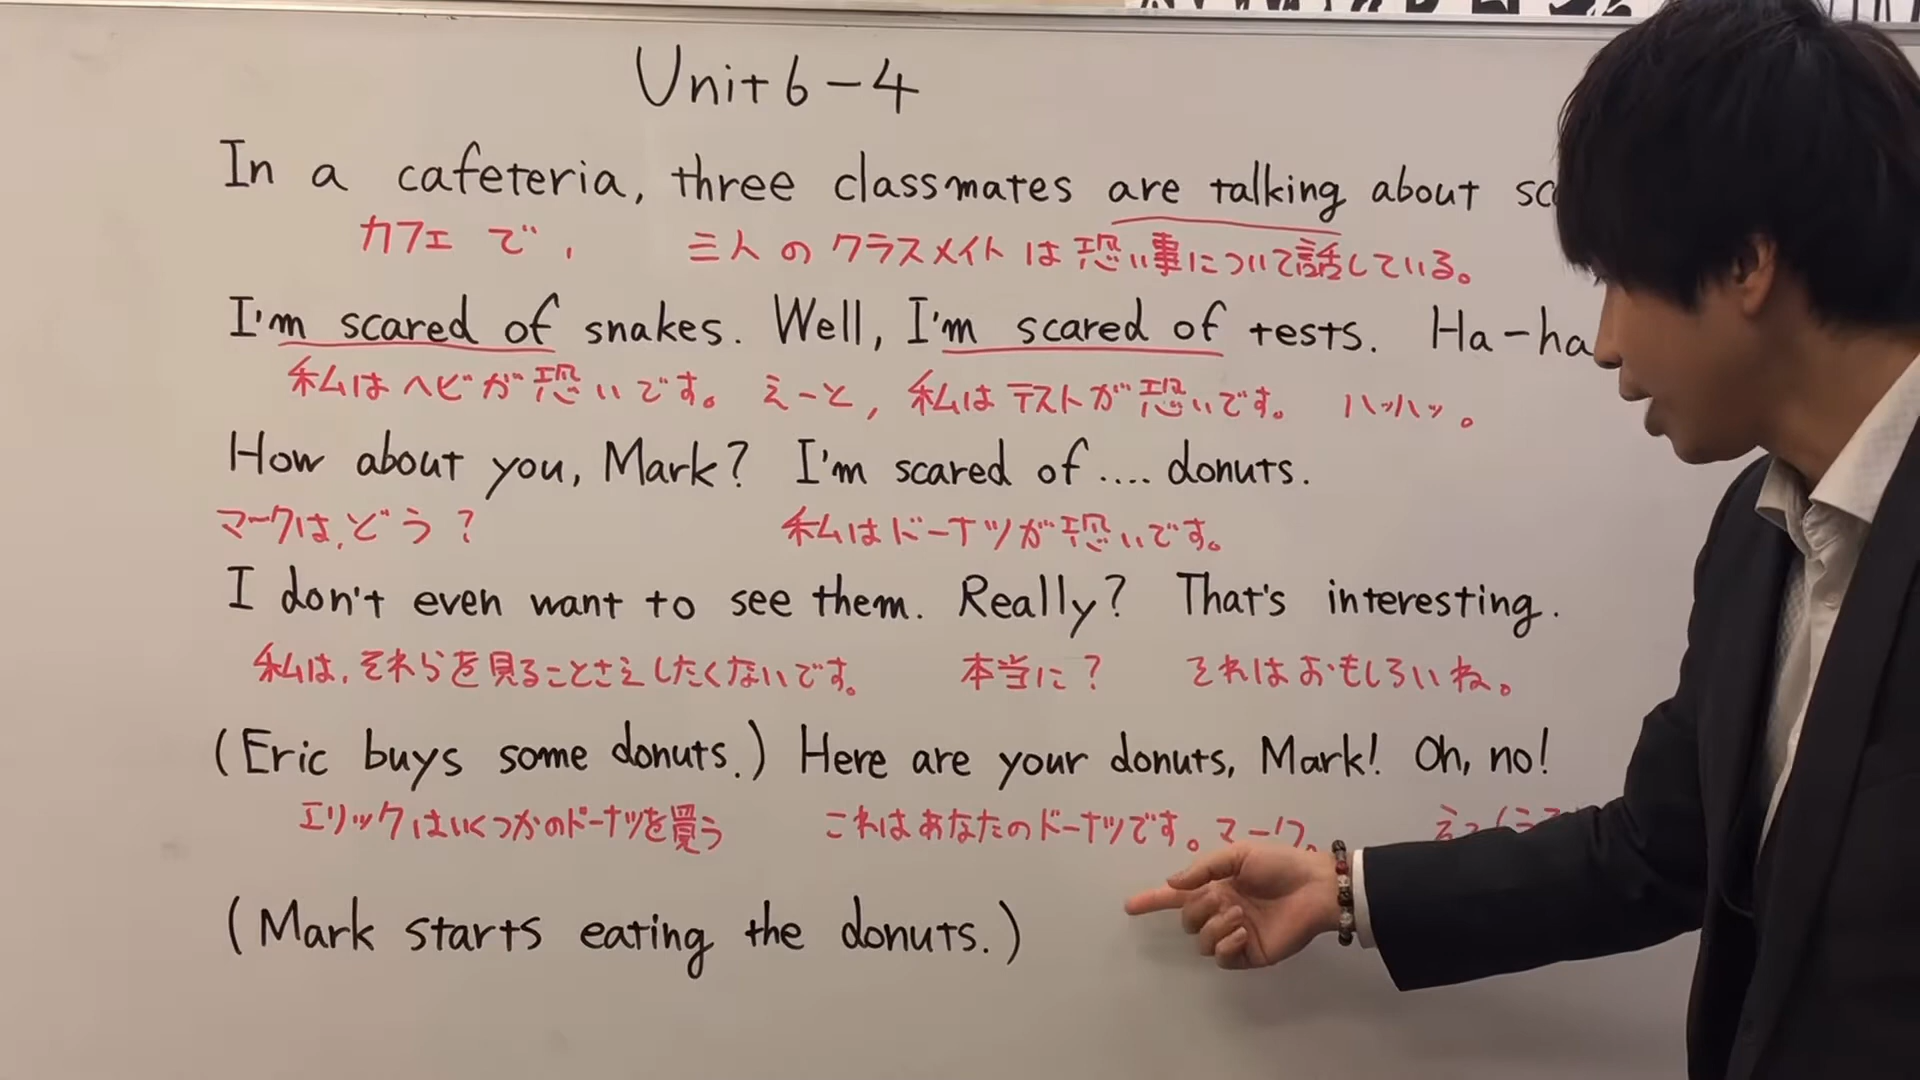 Unit 6-4
In a cafeteria, three classmates are talking about
カフェで, 三人のクラスメイトは恐い事について話している。
I'm scared of snakes. Well, I'm scared of tests. Ha-ha
私はヘビが恐いです。 えーと, 私はテストが恐いです。 ハッハッ。
How about you, Mark? I'm scared of .... donuts.
マークは,どう? 私はドーナツが恐いです。
I don't even want to see them. Really? That's interesting.
私は,それらを見ることさえしたくないです。 本当に? それはおもしろいね。
(Eric buys some donuts.) Here are your donuts, Mark! Oh, no!
エリックはいくつかのドーナツを買う これはあなたのドーナツです。マーク。
(Mark starts eating the donuts.)